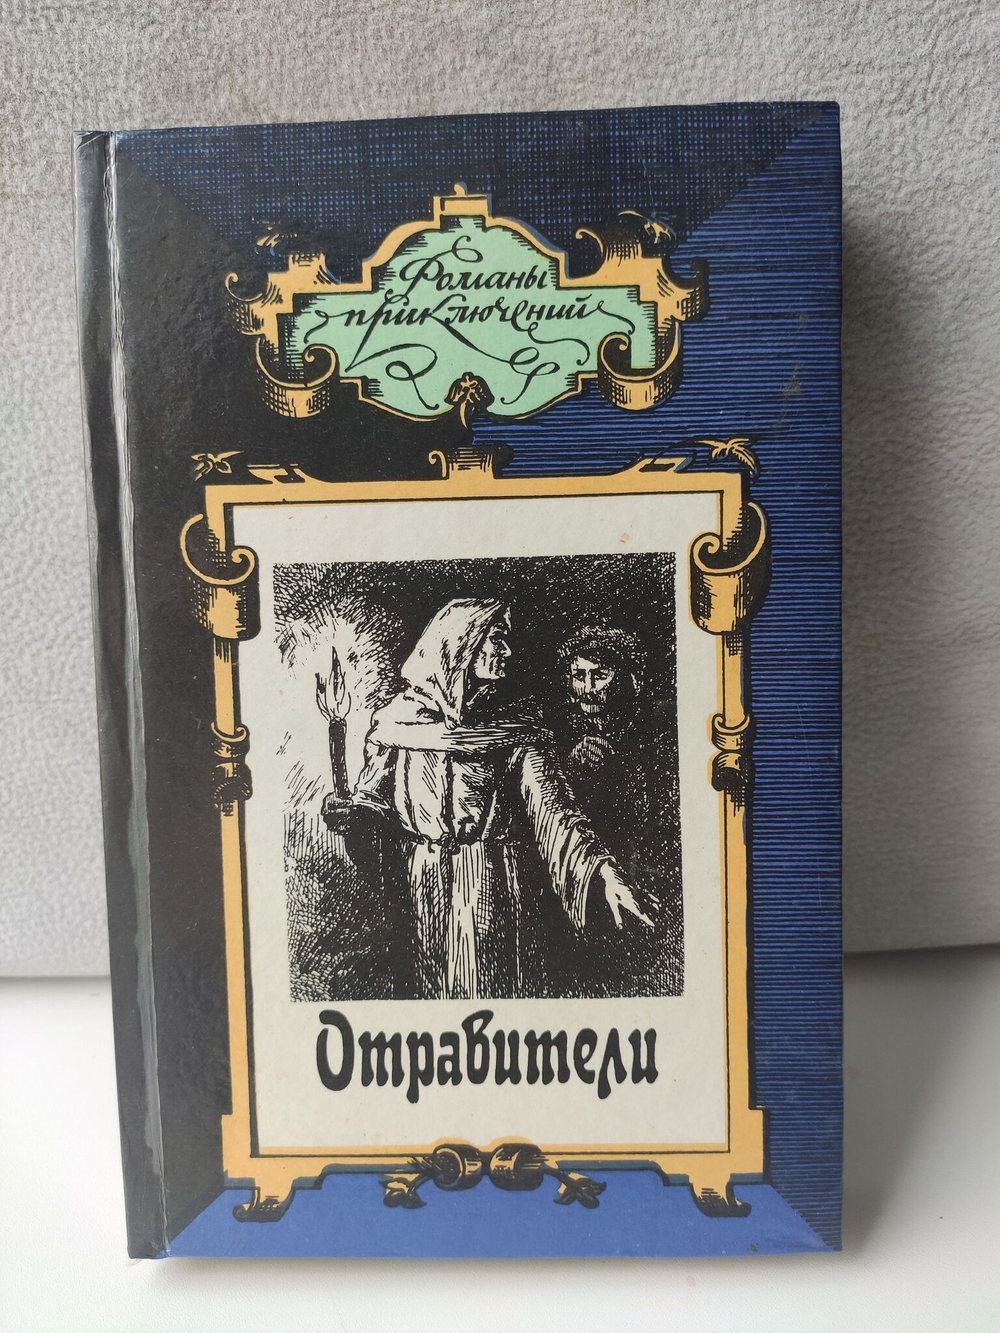 Романы
приключений
Отравители